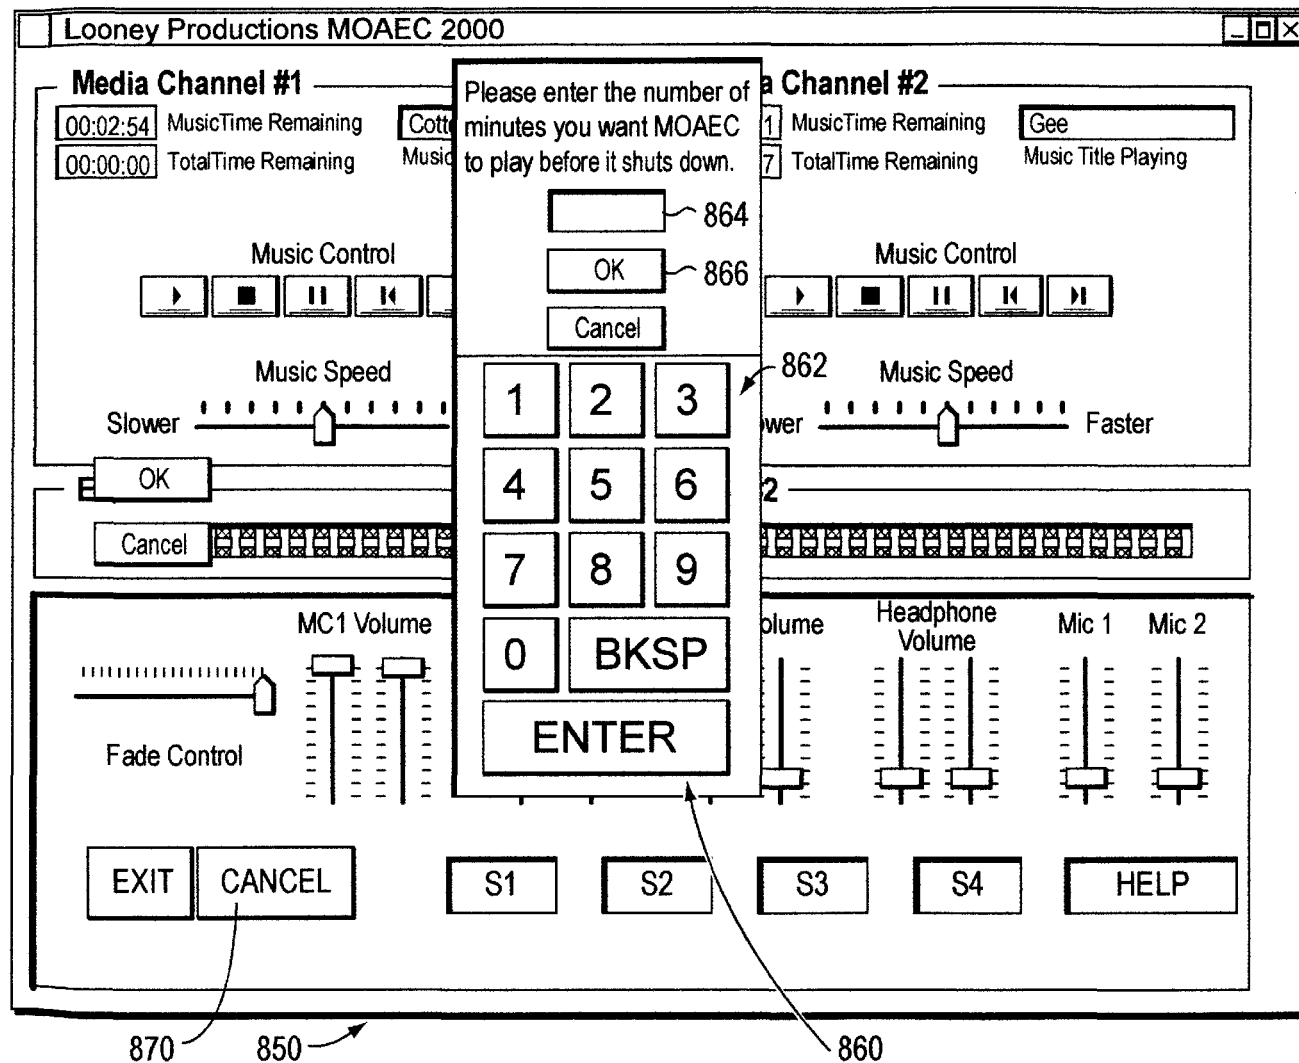 Looney Productions MOAEC 2000
Media Channel #1
00:02:54 MusicTime Remaining
00:00:00 TotalTime Remaining
Music Control
Music Speed
Slower
Please enter the number of
minutes you want MOAEC
to play before it shuts down.
864
OK
866
Cancel
862
1 2 3
4 5 6
7 8 9
0 BKSP
ENTER
Channel #2
1 MusicTime Remaining
7 TotalTime Remaining
Gee
Music Title Playing
Music Control
Music Speed
Faster
OK
Cancel
2
MC1 Volume
Headphone
Volume
Mic 1 Mic 2
Fade Control
EXIT CANCEL S1 S2 S3 S4 HELP
870 850 860